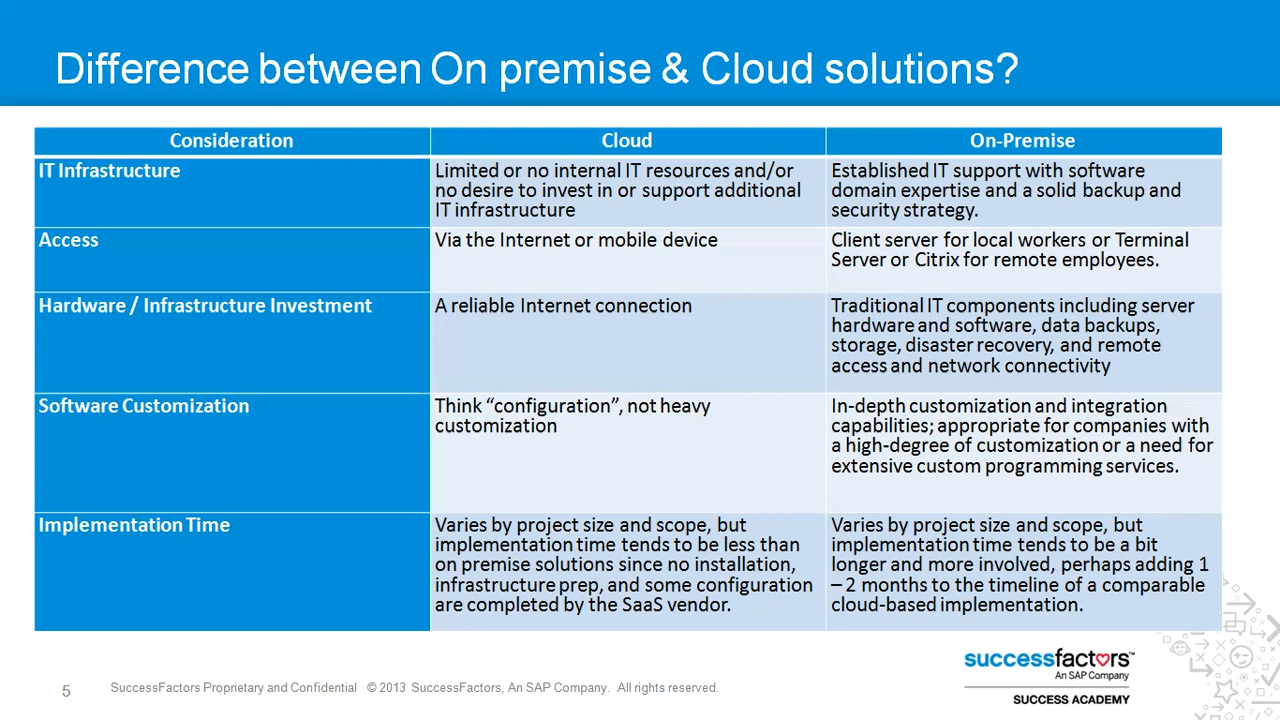 Difference between On premise & Cloud solutions?
Consideration
Cloud
On-Premise
IT Infrastructure
Limited or no internal IT resources and/or
no desire to invest in or support additional
IT infrastructure
Established IT support with software
domain expertise and a solid backup and
security strategy.
Access
Via the Internet or mobile device
Client server for local workers or Terminal
Server or Citrix for remote employees.
Hardware / Infrastructure Investment
A reliable Internet connection
Traditional IT components including server
hardware and software, data backups,
storage, disaster recovery, and remote
access and network connectivity
Software Customization
Think “configuration”, not heavy
customization
In-depth customization and integration
capabilities; appropriate for companies with
a high-degree of customization or a need for
extensive custom programming services.
Implementation Time
Varies by project size and scope, but
implementation time tends to be less than
on premise solutions since no installation,
infrastructure prep, and some configuration
are completed by the SaaS vendor.
Varies by project size and scope, but
implementation time tends to be a bit
longer and more involved, perhaps adding 1
– 2 months to the timeline of a comparable
cloud-based implementation.
successfactors™
An SAP Company
SUCCESS ACADEMY
5
SuccessFactors Proprietary and Confidential © 2013 SuccessFactors, An SAP Company. All rights reserved.